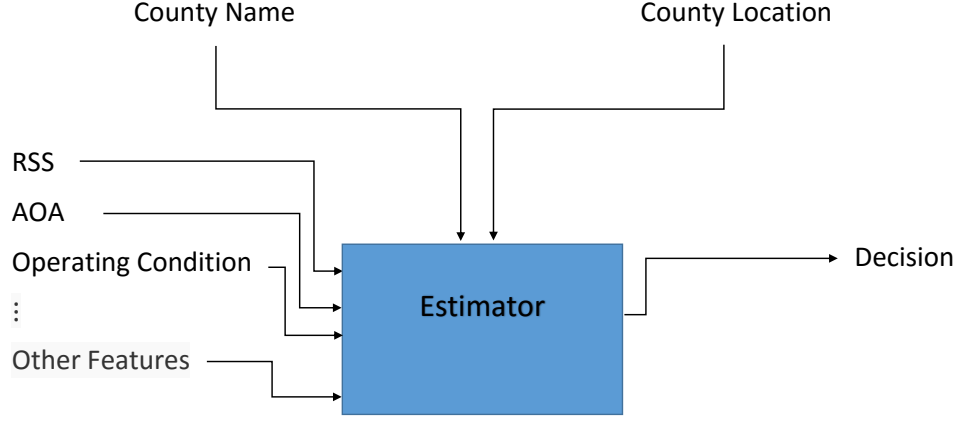 County Name
County Location
RSS
AOA
Operating Condition
⋮
Other Features
Estimator
Decision